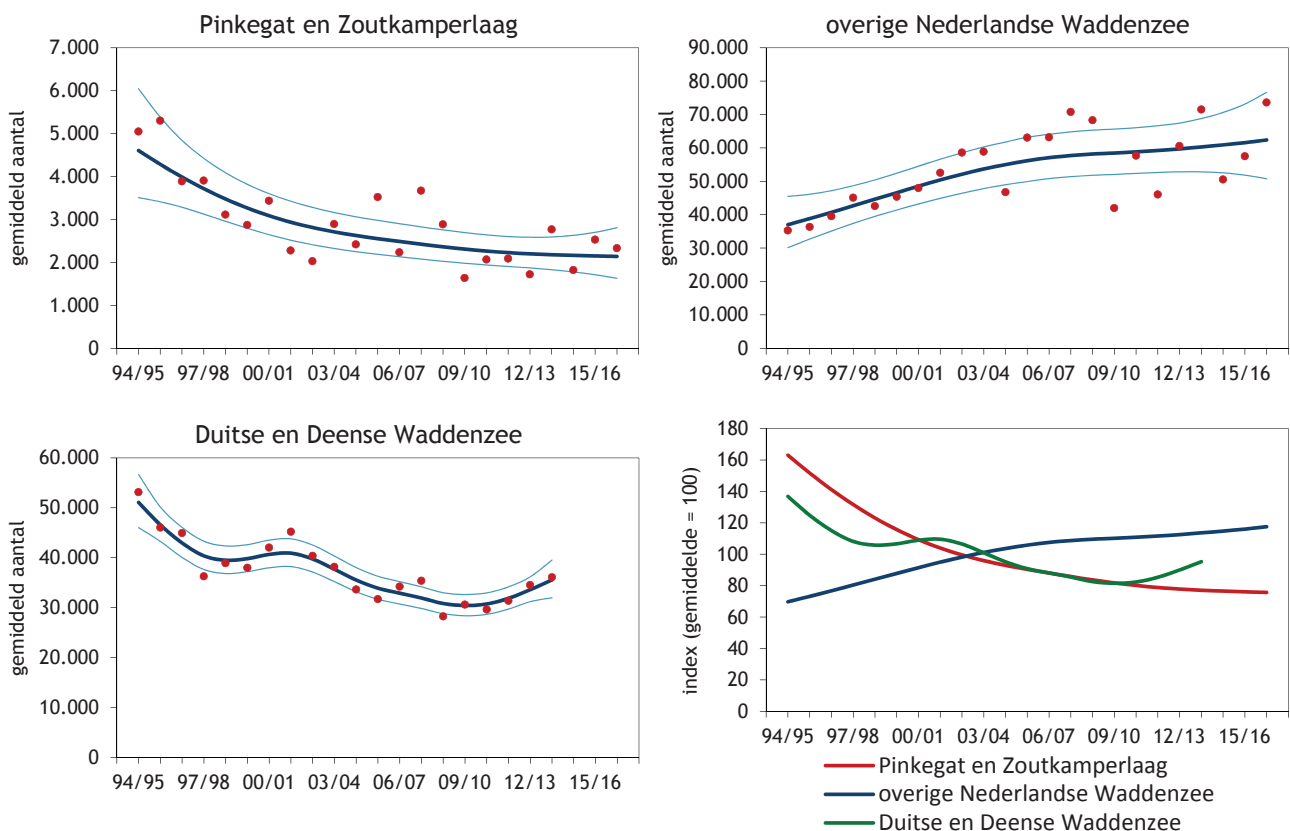 Pinkegat en Zoutkamperlaag
gemiddeld aantal
7.000
6.000
5.000
4.000
3.000
2.000
1.000
0
94/95 97/98 00/01 03/04 06/07 09/10 12/13 15/16
overige Nederlandse Waddenzee
gemiddeld aantal
90.000
80.000
70.000
60.000
50.000
40.000
30.000
20.000
10.000
0
94/95 97/98 00/01 03/04 06/07 09/10 12/13 15/16
Duitse en Deense Waddenzee
gemiddeld aantal
60.000
50.000
40.000
30.000
20.000
10.000
0
94/95 97/98 00/01 03/04 06/07 09/10 12/13 15/16
index (gemiddelde = 100)
180
160
140
120
100
80
60
40
20
0
94/95 97/98 00/01 03/04 06/07 09/10 12/13 15/16
Pinkegat en Zoutkamperlaag
overige Nederlandse Waddenzee
Duitse en Deense Waddenzee